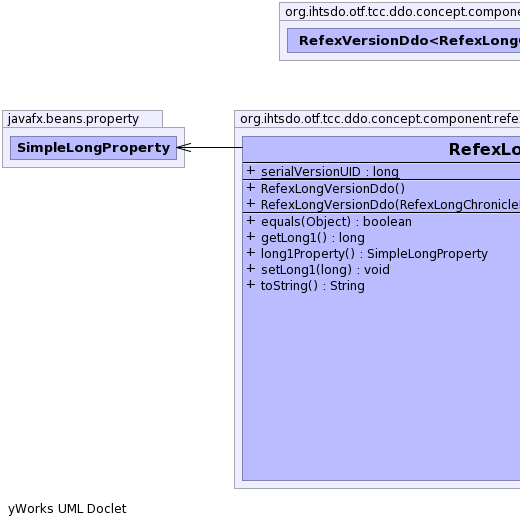 org.ihtsdo.otf.tcc.ddo.concept.compone
RefexVersionDdo<RefexLong
javafx.beans.property
SimpleLongProperty
org.ihtsdo.otf.tcc.ddo.concept.component.refe
RefexLo
+ serialVersionUID : long
+ RefexLongVersionDdo()
+ RefexLongVersionDdo(RefexLongChronicle
+ equals(Object) : boolean
+ getLong1() : long
+ long1Property() : SimpleLongProperty
+ setLong1(long) : void
+ toString() : String
yWorks UML Doclet